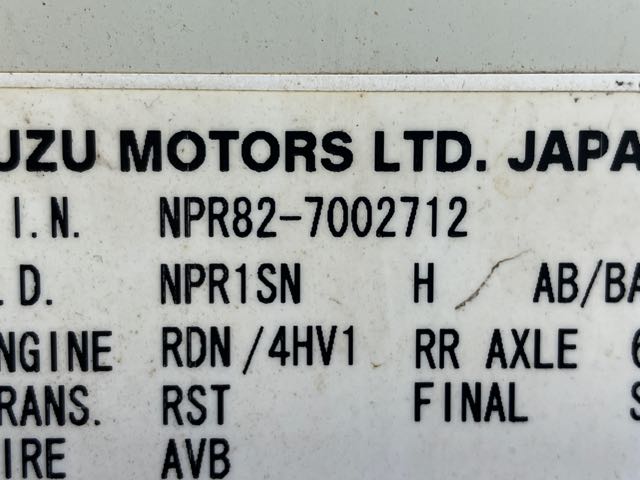 UZU MOTORS LTD. JAPA
.I.N. NPR82-7002712
.D. NPR1SN H AB/BA
NGINE RDN/4HV1 RR AXLE 6
RANS. RST FINAL S
IRE AVB